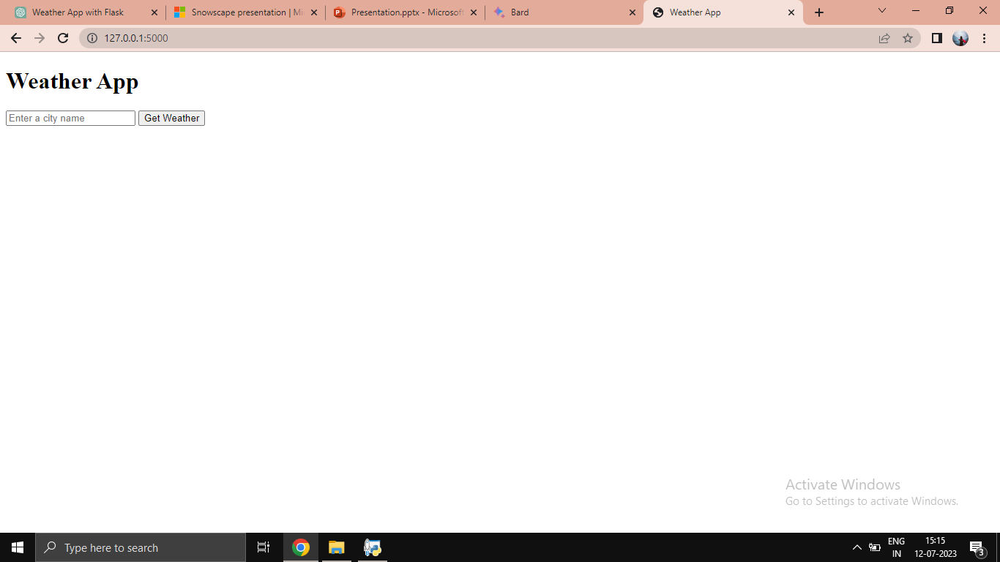 Weather App with Flask
Snowscape presentation | Mi
Presentation.pptx - Microsoft
Bard
Weather App
127.0.0.1:5000
Weather App
Enter a city name
Get Weather
Activate Windows
Go to Settings to activate Windows.
Type here to search
ENG
IN
15:15
12-07-2023
3